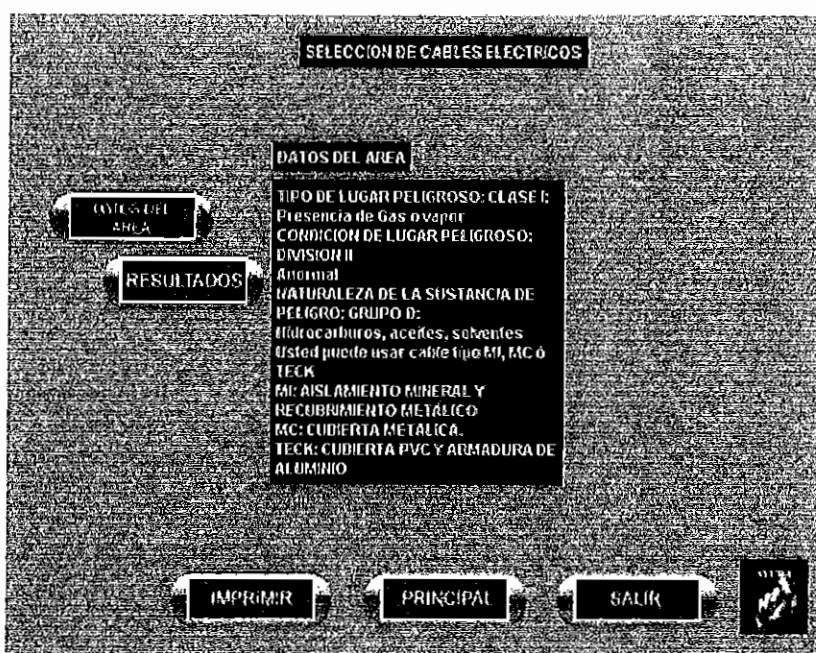 SELECCION DE CABLES ELECTRICOS
DATOS DEL AREA
TIPO DE LUGAR PELIGROSO: CLASE I:
Presencia de Gas o vapor
CONDICION DE LUGAR PELIGROSO:
DIVISION II
Anormal
NATURALEZA DE LA SUSTANCIA DE
PELIGRO: GRUPO D:
Hidrocarburos, aceites, solventes
Usted puede usar cable tipo MI, MC ó
TECK
MI: AISLAMIENTO MINERAL Y
RECUBRIMIENTO METÁLICO
MC: CUBIERTA METALICA.
TECK: CUBIERTA PVC Y ARMADURA DE
ALUMINIO
DATOS DEL
AREA
RESULTADOS
IMPRIMIR
PRINCIPAL
SALIR